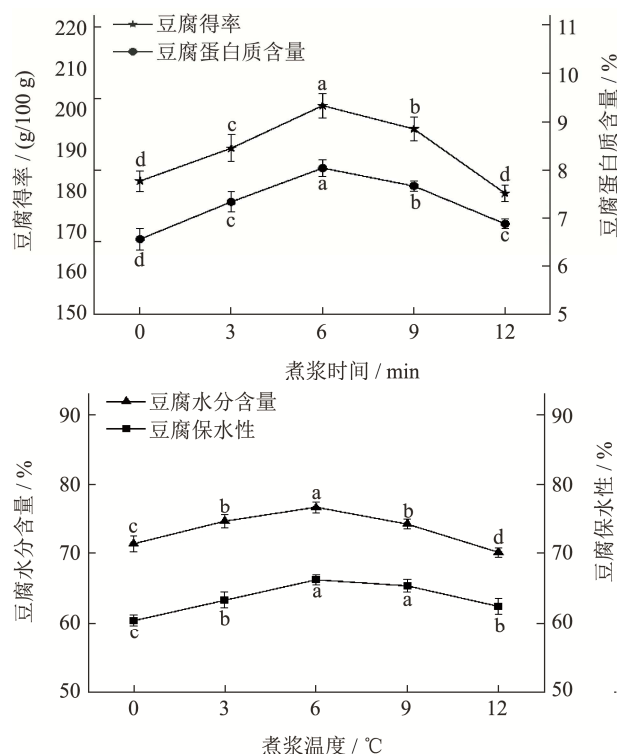 220
210
200
190
180
170
160
150
豆腐得率 / (g/100 g)
豆腐得率
豆腐蛋白质含量
d
c
a
b
d
d
c
a
b
c
11
10
9
8
7
6
5
豆腐蛋白质含量 / %
0 3 6 9 12
煮浆时间 / min
90
80
70
60
50
豆腐水分含量 / %
豆腐水分含量
豆腐保水性
c
b
a
b
d
c
b
a
a
b
90
80
70
60
50
豆腐保水性 / %
0 3 6 9 12
煮浆温度 / ℃